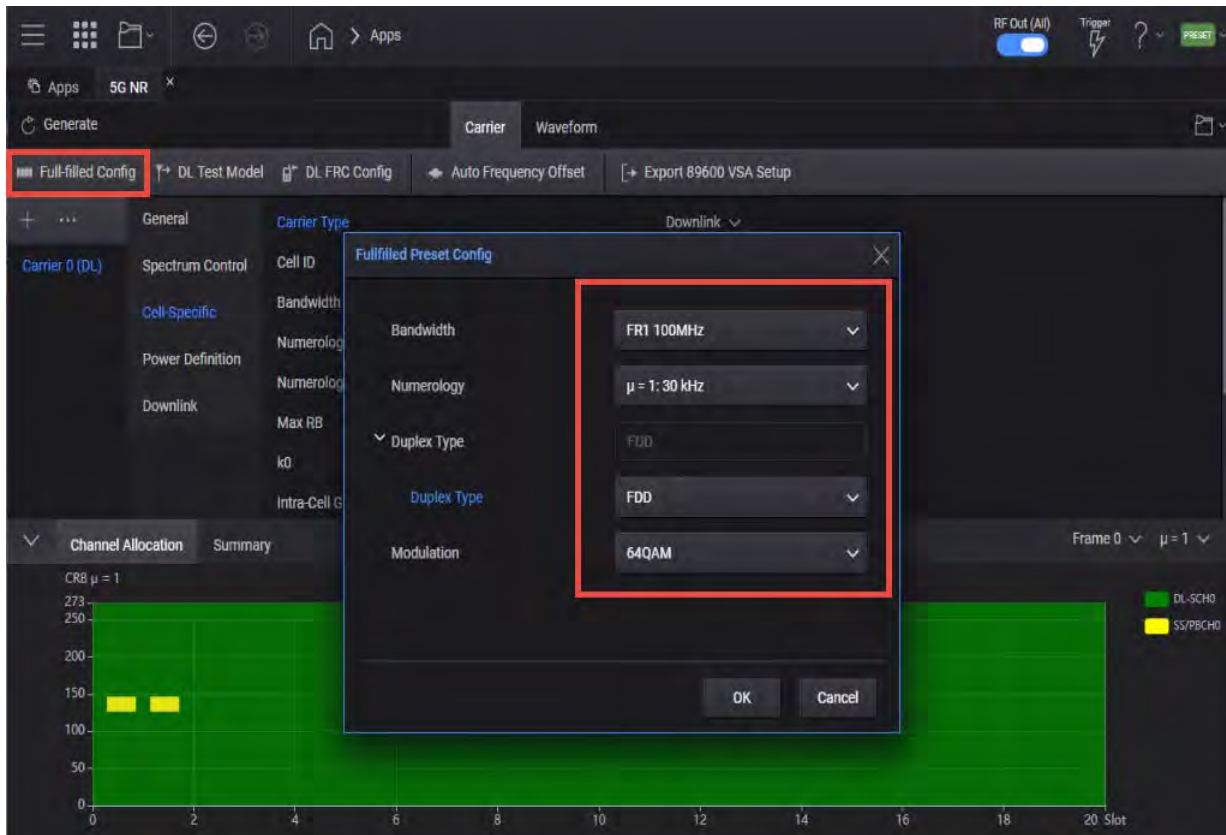 Apps
RF Out (All)
Trigger
?
PRESET
Apps
5G NR
×
Generate
Carrier
Waveform
Full-filled Config
DL Test Model
DL FRC Config
Auto Frequency Offset
Export 89600 VSA Setup
+ ...
General
Carrier Type
Downlink
Carrier 0 (DL)
Spectrum Control
Cell ID
Cell-Specific
Bandwidth
Power Definition
Numerolog
Downlink
Numerolog
Max RB
k0
Intra-Cell G
Fullfilled Preset Config
Bandwidth
FR1 100MHz
Numerology
μ = 1: 30 kHz
Duplex Type
FDD
Duplex Type
FDD
Modulation
64QAM
OK
Cancel
Channel Allocation
Summary
Frame 0
μ = 1
CRB μ = 1
273
250
200
150
100
50
0
0
2
4
6
8
10
12
14
16
18
20 Slot
DL-SCH0
SS/PBCH0